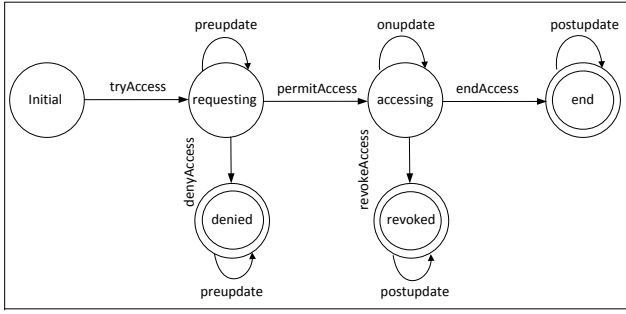 preupdate
onupdate
postupdate
Initial
tryAccess
requesting
permitAccess
accessing
endAccess
end
denyAccess
revokeAccess
denied
revoked
preupdate
postupdate